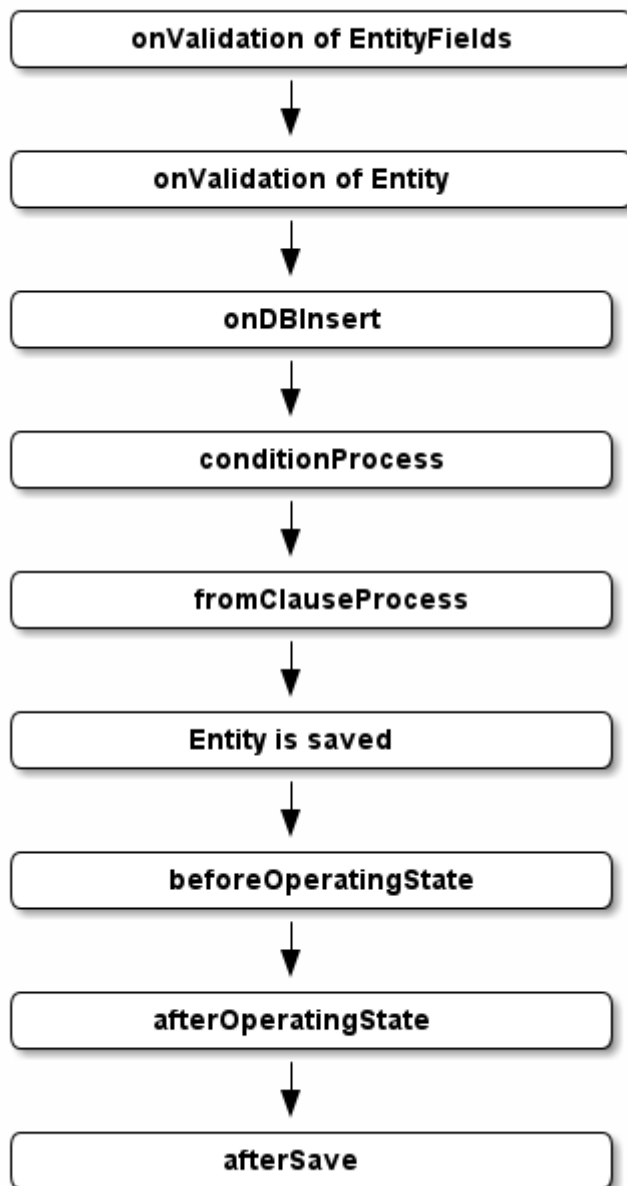 onValidation of EntityFields
onValidation of Entity
onDBInsert
conditionProcess
fromClauseProcess
Entity is saved
beforeOperatingState
afterOperatingState
afterSave